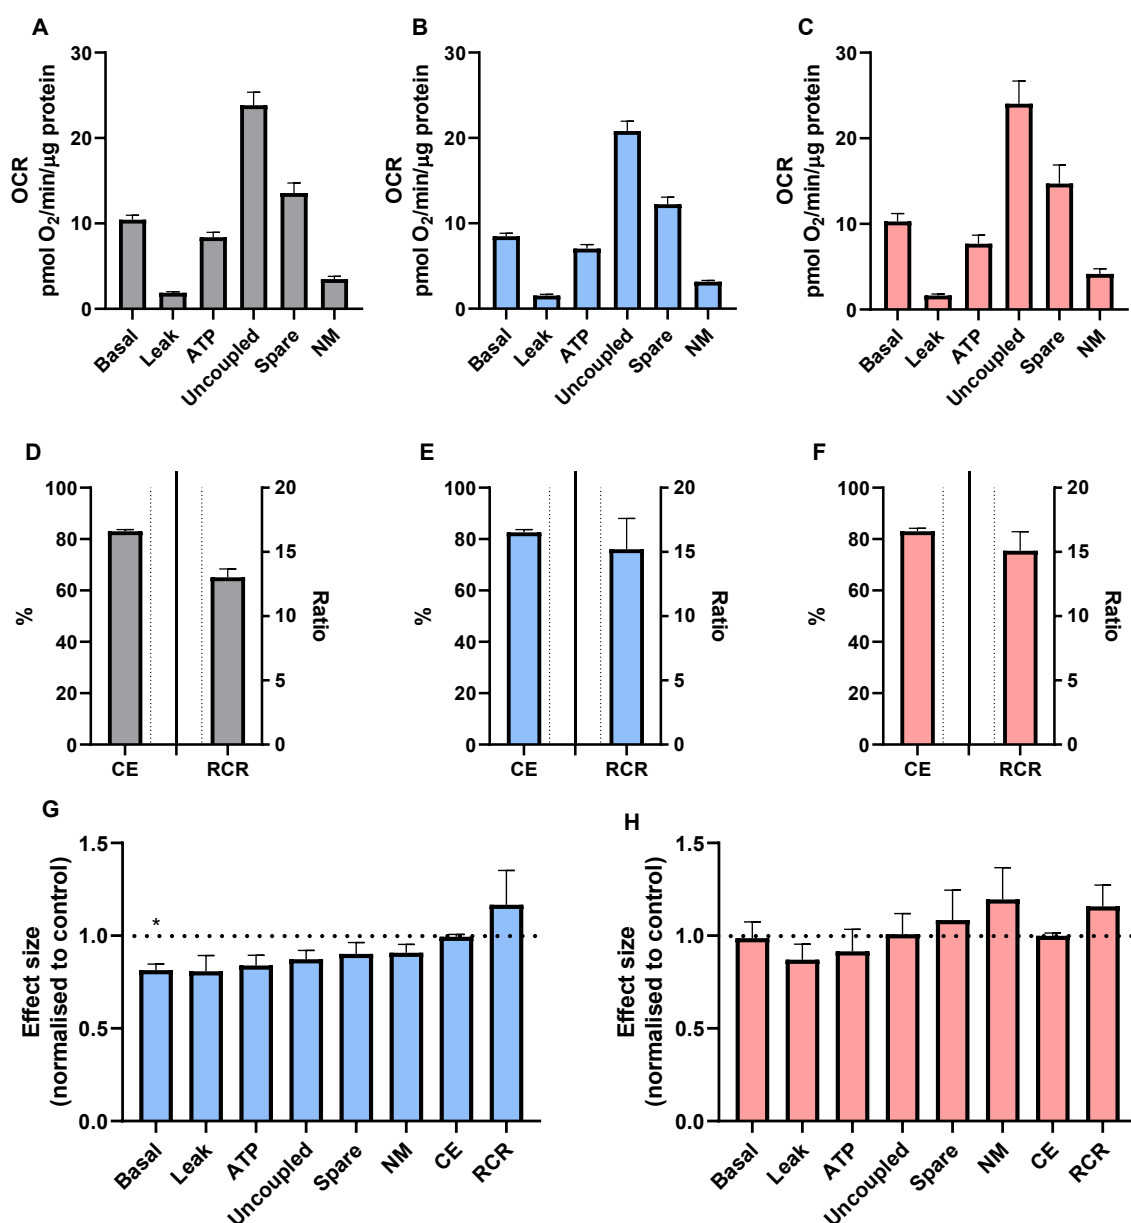 A
B
C
OCR
pmol O₂/min/μg protein
30
20
10
0
Basal
Leak
ATP
Uncoupled
Spare
NM
OCR
pmol O₂/min/μg protein
30
20
10
0
Basal
Leak
ATP
Uncoupled
Spare
NM
OCR
pmol O₂/min/μg protein
30
20
10
0
Basal
Leak
ATP
Uncoupled
Spare
NM
D
E
F
%
100
80
60
40
20
0
CE
RCR
20
15
10
5
0
Ratio
%
100
80
60
40
20
0
CE
RCR
20
15
10
5
0
Ratio
%
100
80
60
40
20
0
CE
RCR
20
15
10
5
0
Ratio
G
Effect size
(normalised to control)
1.5
1.0
0.5
0.0
*
Basal
Leak
ATP
Uncoupled
Spare
NM
CE
RCR
H
Effect size
(normalised to control)
1.5
1.0
0.5
0.0
Basal
Leak
ATP
Uncoupled
Spare
NM
CE
RCR